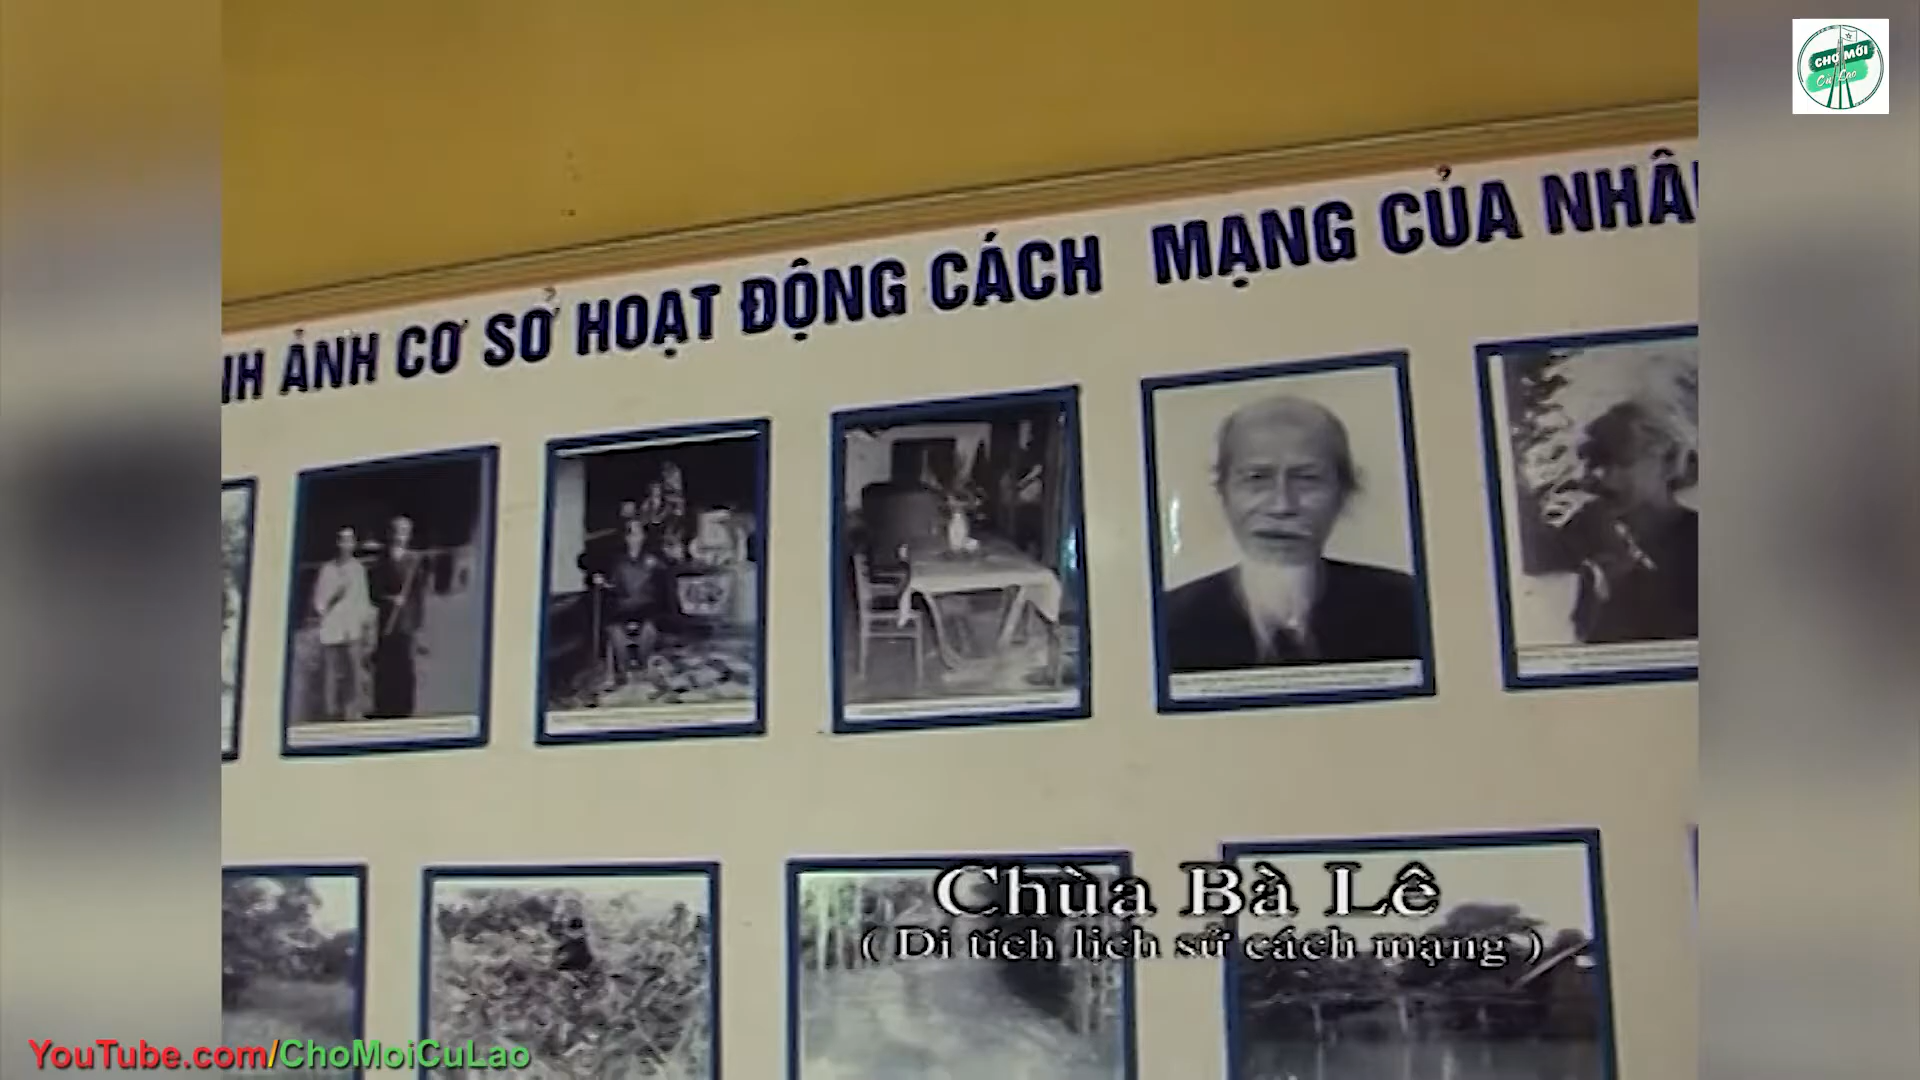 CHỢ MỚI
Cù Lao
NH ẢNH CƠ SỞ HOẠT ĐỘNG CÁCH MẠNG CỦA NHÂ
Chùa Bà Lê
( Di tích lịch sử cách mạng )
YouTube.com/ChoMoiCuLao